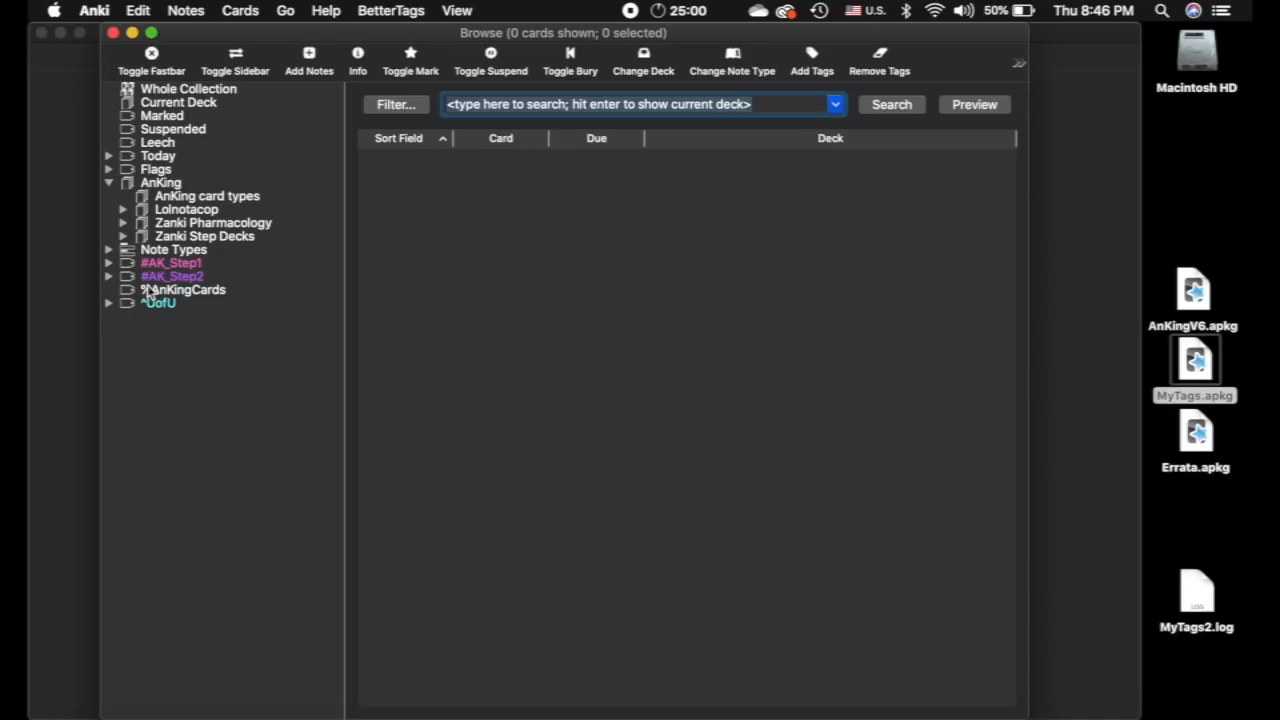 Anki Edit Notes Cards Go Help BetterTags View 25:00 U.S. 50% Thu 8:46 PM
Browse (0 cards shown; 0 selected)
Toggle Fastbar Toggle Sidebar Add Notes Info Toggle Mark Toggle Suspend Toggle Bury Change Deck Change Note Type Add Tags Remove Tags
Whole Collection
Current Deck
Marked
Suspended
Leech
Today
Flags
AnKing
AnKing card types
Lolnotacop
Zanki Pharmacology
Zanki Step Decks
Note Types
#AK_Step1
#AK_Step2
AnKingCards
^UofU
Filter... <type here to search; hit enter to show current deck> Search Preview
Sort Field Card Due Deck
Macintosh HD
AnKingV6.apkg
MyTags.apkg
Errata.apkg
LOG
MyTags2.log